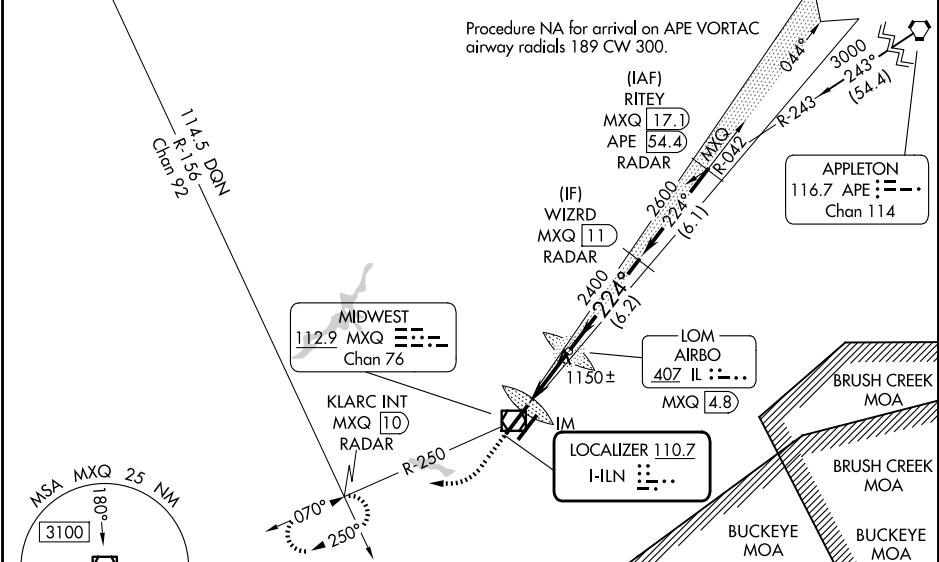 Procedure NA for arrival on APE VORTAC
airway radials 189 CW 300.
(IAF)
RITEY
MXQ 17.1
APE 54.4
RADAR
044°
3000
243°
(54.4)
R-243
MXQ
R-042
APPLETON
116.7 APE
Chan 114
114.5 DQN
R-156
Chan 92
(IF)
WIZRD
MXQ 11
RADAR
2600
224°
(6.1)
2400
224°
(6.2)
MIDWEST
112.9 MXQ
Chan 76
LOM
AIRBO
407 IL
MXQ 4.8
1150±
IM
BRUSH CREEK
MOA
KLARC INT
MXQ 10
RADAR
R-250
LOCALIZER 110.7
I-ILN
BRUSH CREEK
MOA
070°
250°
MSA MXQ 25 NM
180°
3100
BUCKEYE
MOA
BUCKEYE
MOA